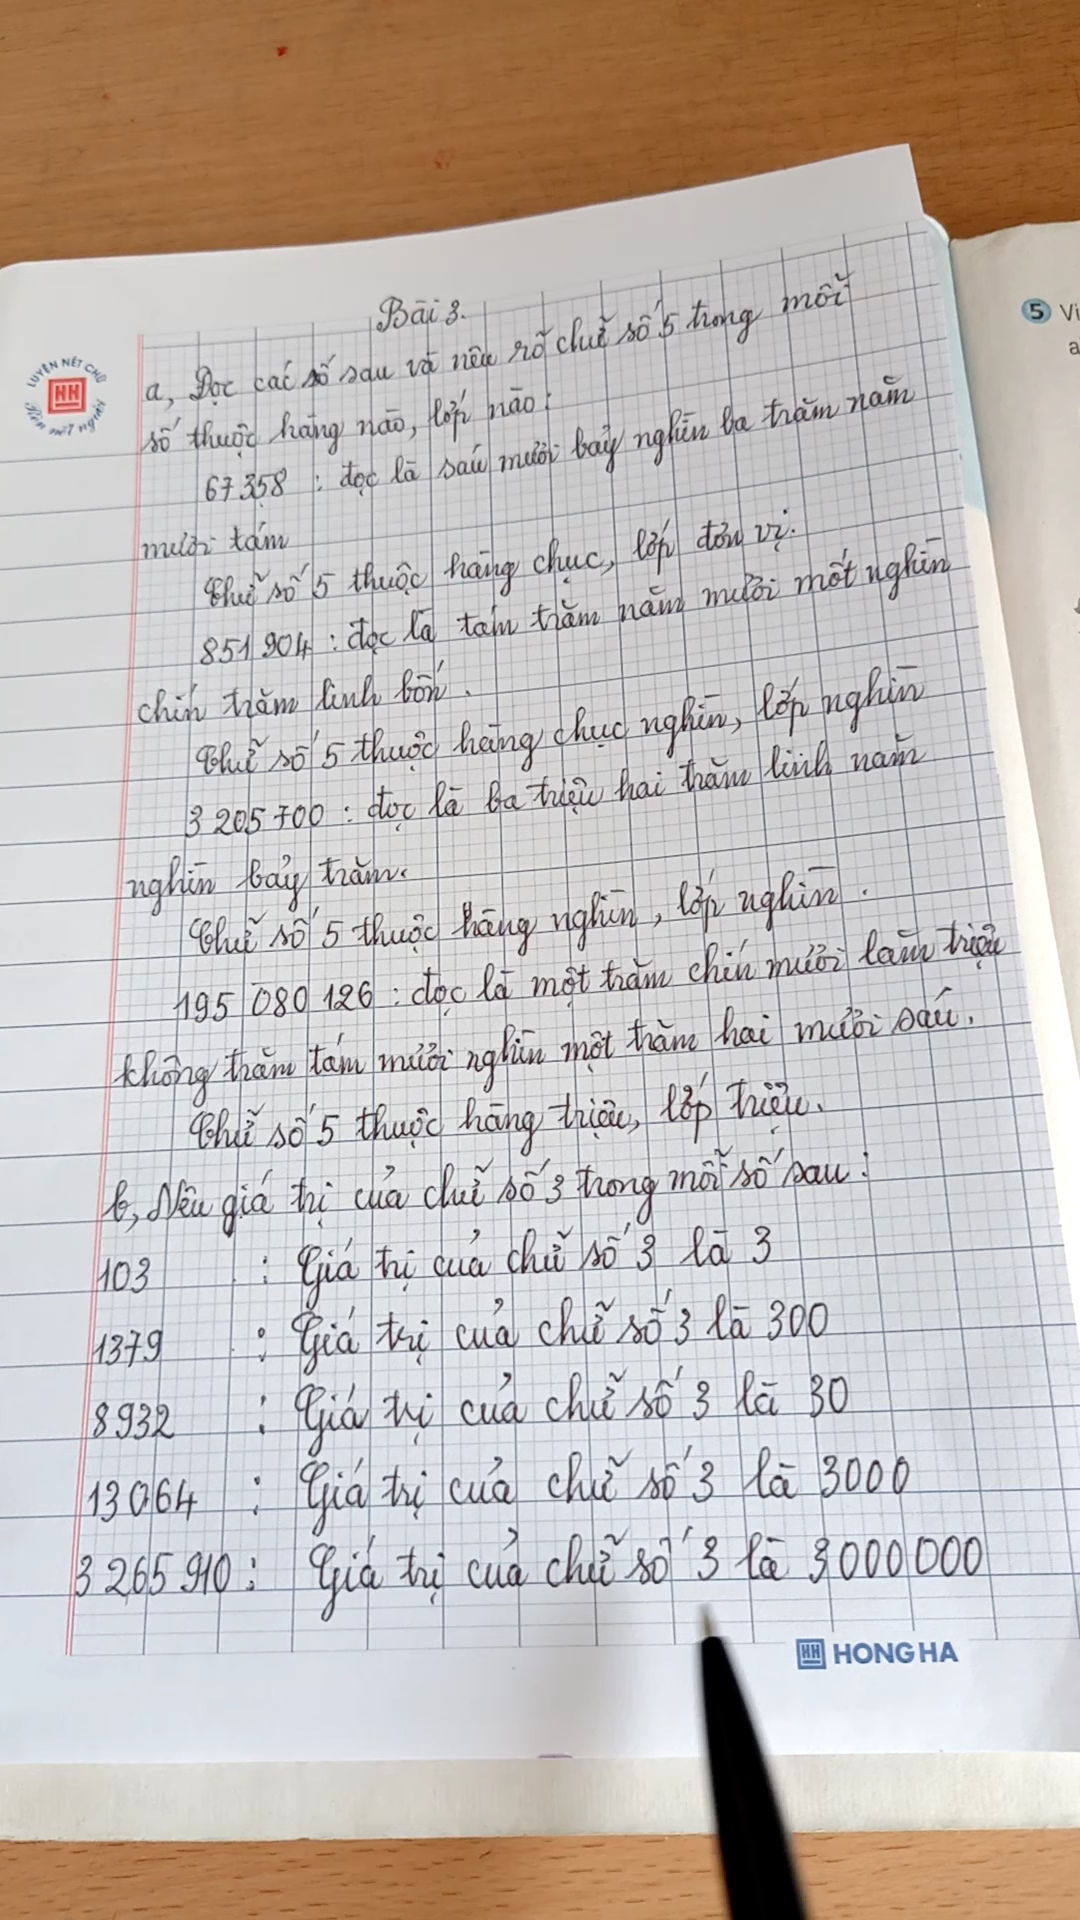 Bài 3.
a, Đọc các số sau và nêu rõ chữ số 5 trong mỗi
số thuộc hàng nào, lớp nào:
67358 : đọc là sáu mươi bảy nghìn ba trăm năm
mươi tám
Chữ số 5 thuộc hàng chục, lớp đơn vị.
851 904 : đọc là tám trăm năm mươi mốt nghìn
chín trăm linh bốn.
Chữ số 5 thuộc hàng chục nghìn, lớp nghìn
3 205 700 : đọc là ba triệu hai trăm linh năm
nghìn bảy trăm.
Chữ số 5 thuộc hàng nghìn, lớp nghìn.
195 080 126 : đọc là một trăm chín mươi lăm triệu
không trăm tám mươi nghìn một trăm hai mươi sáu.
Chữ số 5 thuộc hàng triệu, lớp triệu.
b, Nêu giá trị của chữ số 3 trong mỗi số sau:
103 : Giá trị của chữ số 3 là 3
1379 : Giá trị của chữ số 3 là 300
8932 : Giá trị của chữ số 3 là 30
13 064 : Giá trị của chữ số 3 là 3000
3 265 910 : Giá trị của chữ số 3 là 3 000 000
LUYỆN NÉT CHỮ
HH
HH HONG HA
5 Vi
a